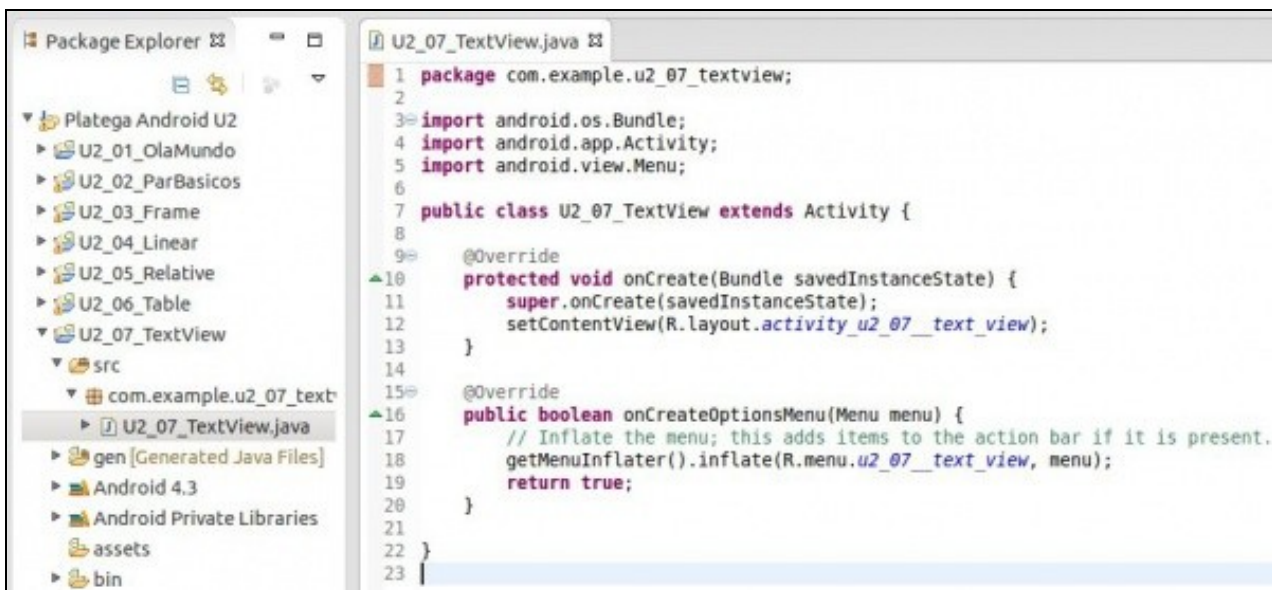 Package Explorer
Platega Android U2
U2_01_OlaMundo
U2_02_ParBasicos
U2_03_Frame
U2_04_Linear
U2_05_Relative
U2_06_Table
U2_07_TextView
src
com.example.u2_07_text
U2_07_TextView.java
gen [Generated Java Files]
Android 4.3
Android Private Libraries
assets
bin
U2_07_TextView.java
1 package com.example.u2_07_textview;
2
3 import android.os.Bundle;
4 import android.app.Activity;
5 import android.view.Menu;
6
7 public class U2_07_TextView extends Activity {
8
9 @Override
10 protected void onCreate(Bundle savedInstanceState) {
11 super.onCreate(savedInstanceState);
12 setContentView(R.layout.activity_u2_07__text_view);
13 }
14
15 @Override
16 public boolean onCreateOptionsMenu(Menu menu) {
17 // Inflate the menu; this adds items to the action bar if it is present.
18 getMenuInflater().inflate(R.menu.u2_07__text_view, menu);
19 return true;
20 }
21
22 }
23